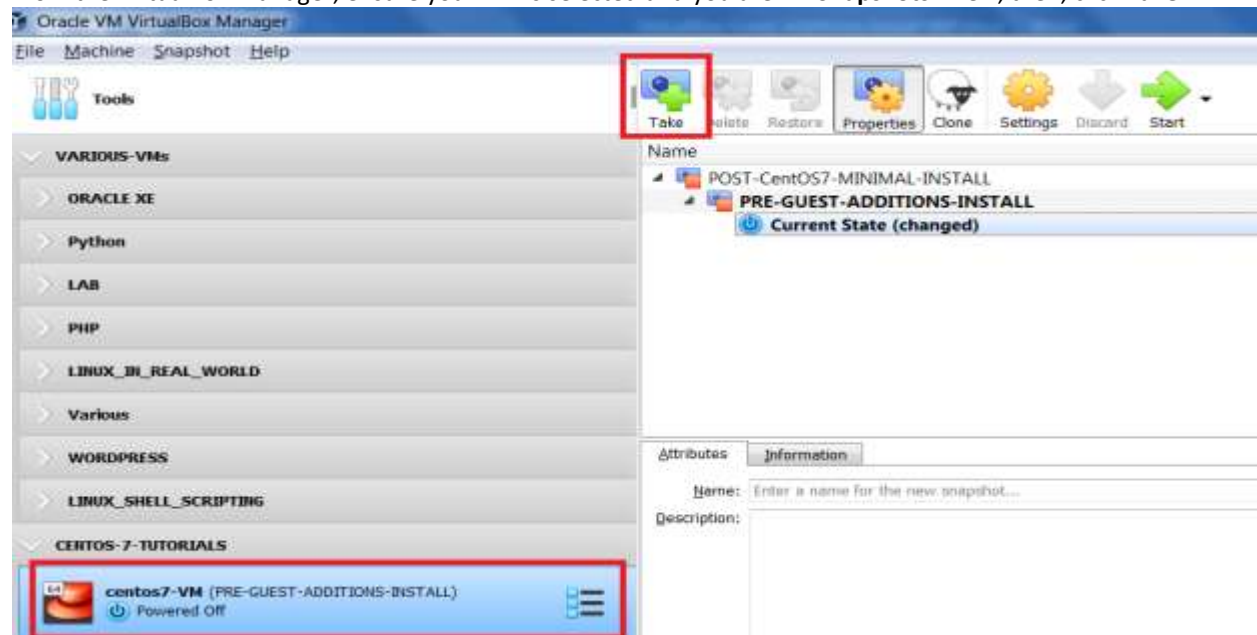 Oracle VM VirtualBox Manager
File Machine Snapshot Help
Tools
Take Delete Restore Properties Clone Settings Discard Start
VARIOUS-VMs
ORACLE XE
Python
LAB
PHP
LINUX_IN_REAL_WORLD
Various
WORDPRESS
LINUX_SHELL_SCRIPTING
CENTOS-7-TUTORIALS
centos7-VM (PRE-GUEST-ADDITIONS-INSTALL)
Powered Off
Name
POST-CentOS7-MINIMAL-INSTALL
PRE-GUEST-ADDITIONS-INSTALL
Current State (changed)
Attributes Information
Name: Enter a name for the new snapshot...
Description: